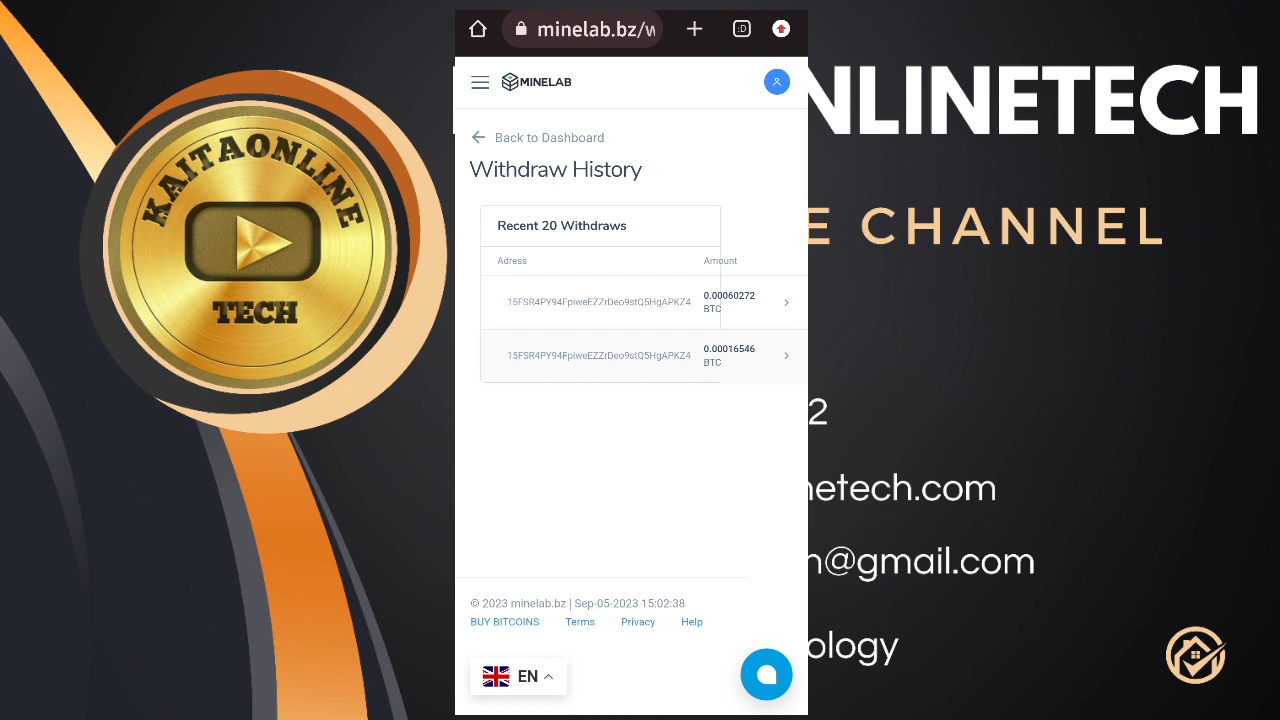 KAITAONLINE
TECH
NLINETECH
E CHANNEL
2
netech.com
n@gmail.com
ology
minelab.bz/w
:D
MINELAB
Back to Dashboard
Withdraw History
Recent 20 Withdraws
Adress Amount
15FSR4PY94FpiweEZZrDeo9stQ5HgAPKZ4 0.00060272
BTC
15FSR4PY94FpiweEZZrDeo9stQ5HgAPKZ4 0.00016546
BTC
© 2023 minelab.bz | Sep-05-2023 15:02:38
BUY BITCOINS Terms Privacy Help
EN